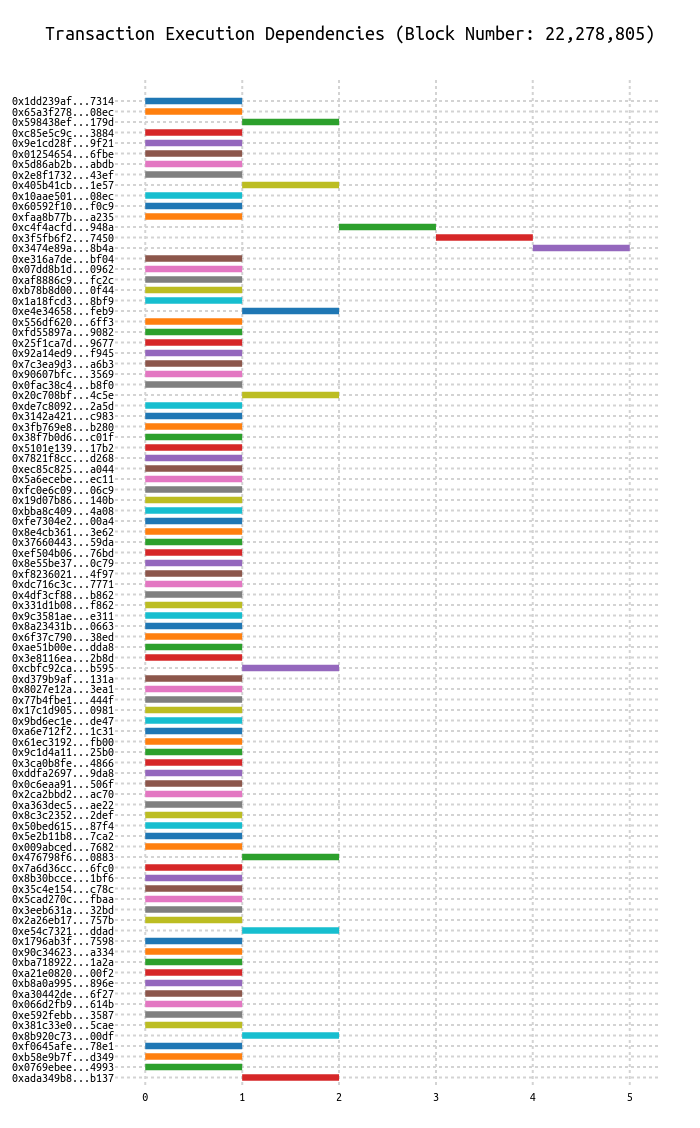 Transaction Execution Dependencies (Block Number: 22,278,805)
0x1dd239af...7314
0x65a3f278...08ec
0x598438ef...179d
0xc85e5c9c...3884
0x9e1cd28f...9f21
0x01254654...6fbe
0x5d86ab2b...abdb
0x2e8f1732...43ef
0x405b41cb...1e57
0x10aae501...08ec
0x60592f10...f0c9
0xfaa8b77b...a235
0xc4f4acfd...948a
0x3f5fb6f2...7450
0x3474e89a...8b4a
0xe316a7de...bf04
0x07dd8b1d...0962
0xaf8886c9...fc2c
0xb78b8d00...0f44
0x1a18fcd3...8bf9
0xe4e34658...feb9
0x556df620...6ff3
0xfd55897a...9082
0x25f1ca7d...9677
0x92a14ed9...f945
0x7c3ea9d3...a6b3
0x90607bfc...3569
0x0fac38c4...b8f0
0x20c708bf...4c5e
0xde7c8092...2a5d
0x3142a421...c983
0x3fb769e8...b280
0x38f7b0d6...c01f
0x5101e139...17b2
0x7821f8cc...d268
0xec85c825...a044
0x5a6ecebe...ec11
0xfc0e6c09...06c9
0x19d07b86...140b
0xbba8c409...4a08
0xfe7304e2...00a4
0x8e4cb361...3e62
0x37660443...59da
0xef504b06...76bd
0x8e55be37...0c79
0xf8236021...4f97
0xdc716c3c...7771
0x4df3cf88...b862
0x331d1b08...f862
0x9c3581ae...e311
0x8a23431b...0663
0x6f37c790...38ed
0xae51b00e...dda8
0x3e8116ea...2b8d
0xcbfc92ca...b595
0xd379b9af...131a
0x8027e12a...3ea1
0x77b4fbe1...444f
0x17c1d905...0981
0x9bd6ec1e...de47
0xa6e712f2...1c31
0x61ec3192...fb00
0x9c1d4a11...25b0
0x3ca0b8fe...4866
0xddfa2697...9da8
0x0c6eaa91...506f
0x2ca2bbd2...ac70
0xa363dec5...ae22
0x8c3c2352...2def
0x50bed615...87f4
0x5e2b11b8...7ca2
0x009abced...7682
0x476798f6...0883
0x7a6d36cc...6fc0
0x8b30bcce...1bf6
0x35c4e154...c78c
0x5cad270c...fbaa
0x3eeb631a...32bd
0x2a26eb17...757b
0xe54c7321...ddad
0x1796ab3f...7598
0x90c34623...a334
0xba718922...1a2a
0xa21e0820...00f2
0xb8a0a995...896e
0xa30442de...6f27
0x066d2fb9...614b
0xe592febb...3587
0x381c33e0...5cae
0x8b920c73...00df
0xf0645afe...78e1
0xb58e9b7f...d349
0x0769ebee...4993
0xada349b8...b137
0 1 2 3 4 5